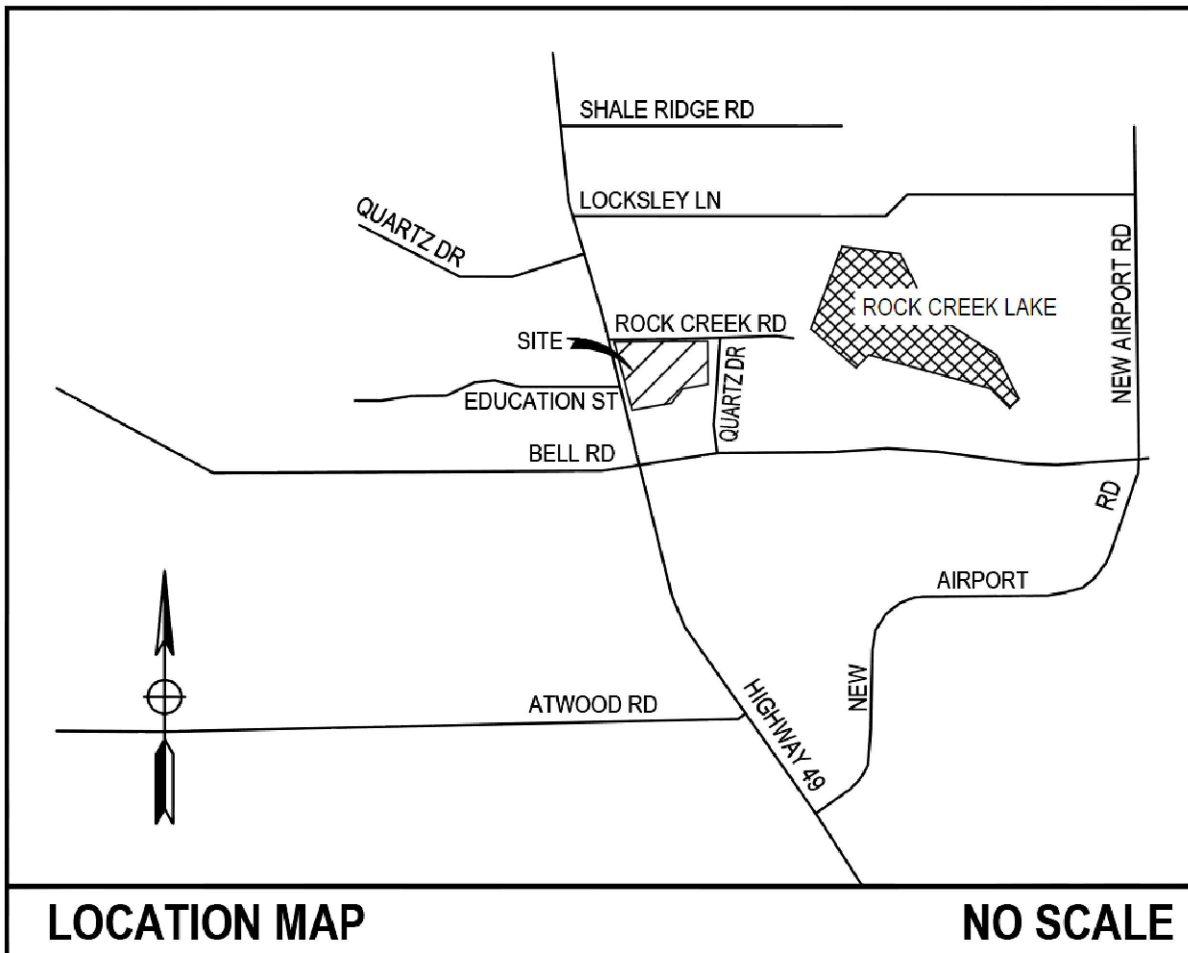 SHALE RIDGE RD
LOCKSLEY LN
QUARTZ DR
NEW AIRPORT RD
ROCK CREEK LAKE
ROCK CREEK RD
SITE
QUARTZ DR
EDUCATION ST
BELL RD
RD
AIRPORT
NEW
ATWOOD RD
HIGHWAY 49
LOCATION MAP
NO SCALE